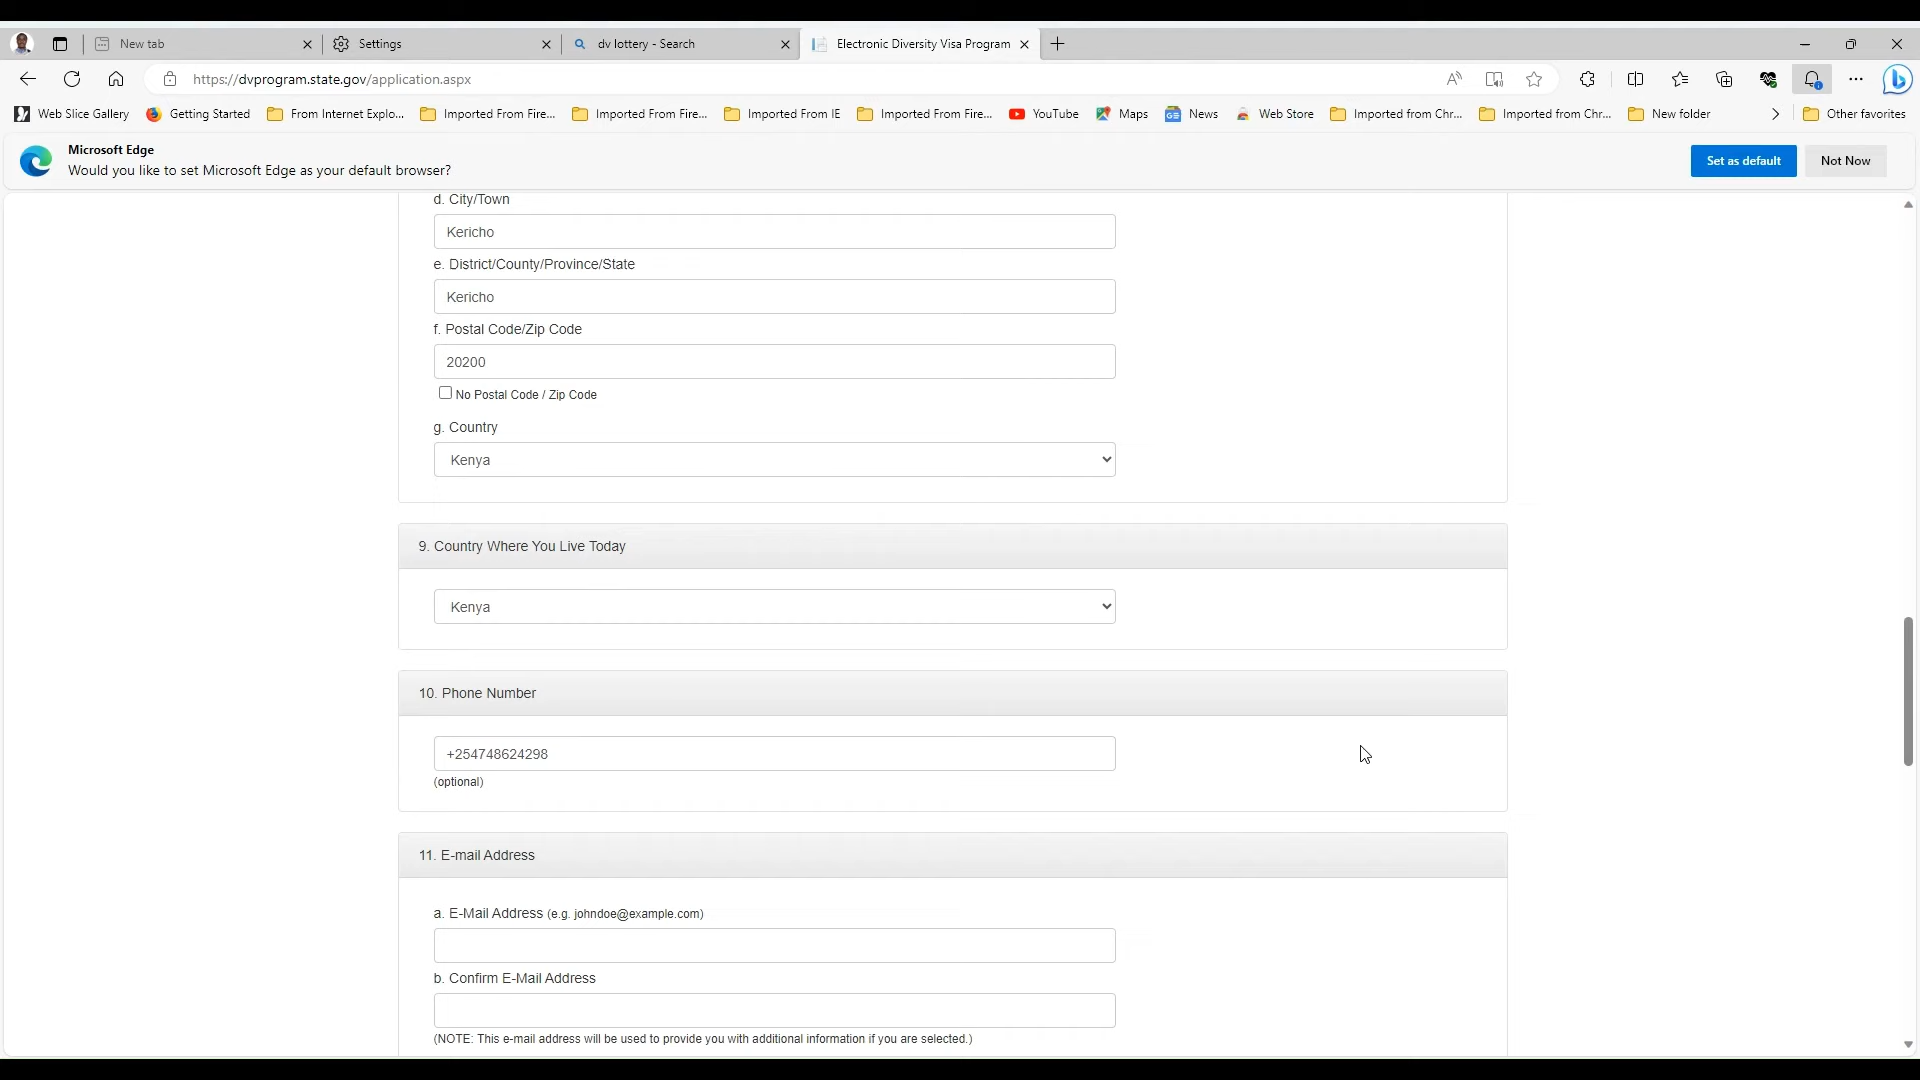 New tab
Settings
dv lottery - Search
Electronic Diversity Visa Program
https://dvprogram.state.gov/application.aspx
Web Slice Gallery
Getting Started
From Internet Explo...
Imported From Fire...
Imported From Fire...
Imported From IE
Imported From Fire...
YouTube
Maps
News
Web Store
Imported from Chr...
Imported from Chr...
New folder
Other favorites
Microsoft Edge
Would you like to set Microsoft Edge as your default browser?
Set as default
Not Now
d. City/Town
Kericho
e. District/County/Province/State
Kericho
f. Postal Code/Zip Code
20200
No Postal Code / Zip Code
g. Country
Kenya
9. Country Where You Live Today
Kenya
10. Phone Number
+254748624298
(optional)
11. E-mail Address
a. E-Mail Address (e.g. johndoe@example.com)
b. Confirm E-Mail Address
(NOTE: This e-mail address will be used to provide you with additional information if you are selected.)